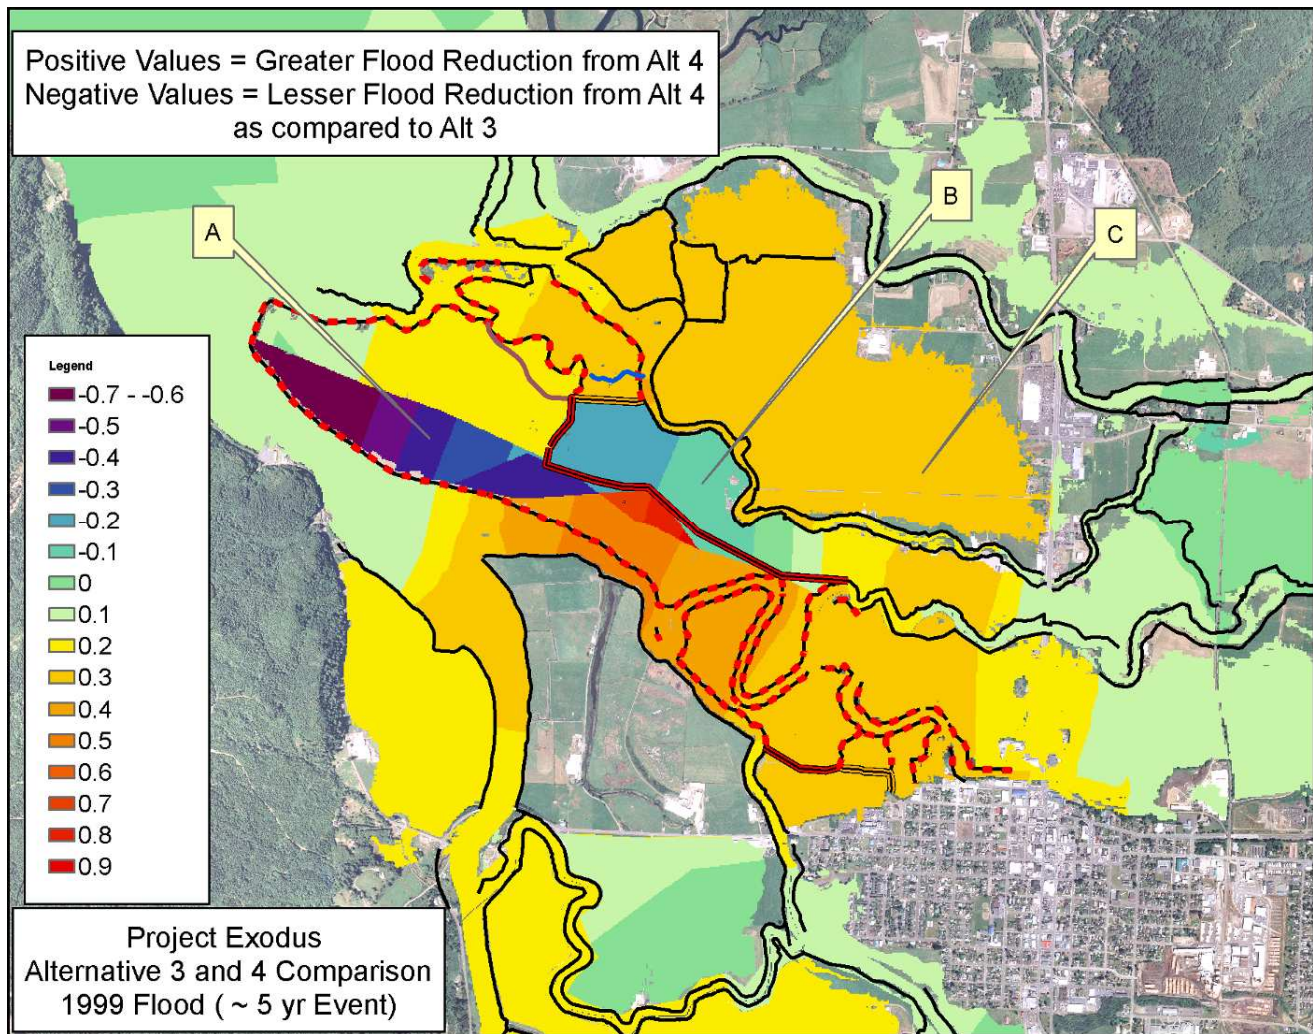 Positive Values = Greater Flood Reduction from Alt 4
Negative Values = Lesser Flood Reduction from Alt 4
as compared to Alt 3
A
B
C
Legend
-0.7 - -0.6
-0.5
-0.4
-0.3
-0.2
-0.1
0
0.1
0.2
0.3
0.4
0.5
0.6
0.7
0.8
0.9
Project Exodus
Alternative 3 and 4 Comparison
1999 Flood ( ~ 5 yr Event)